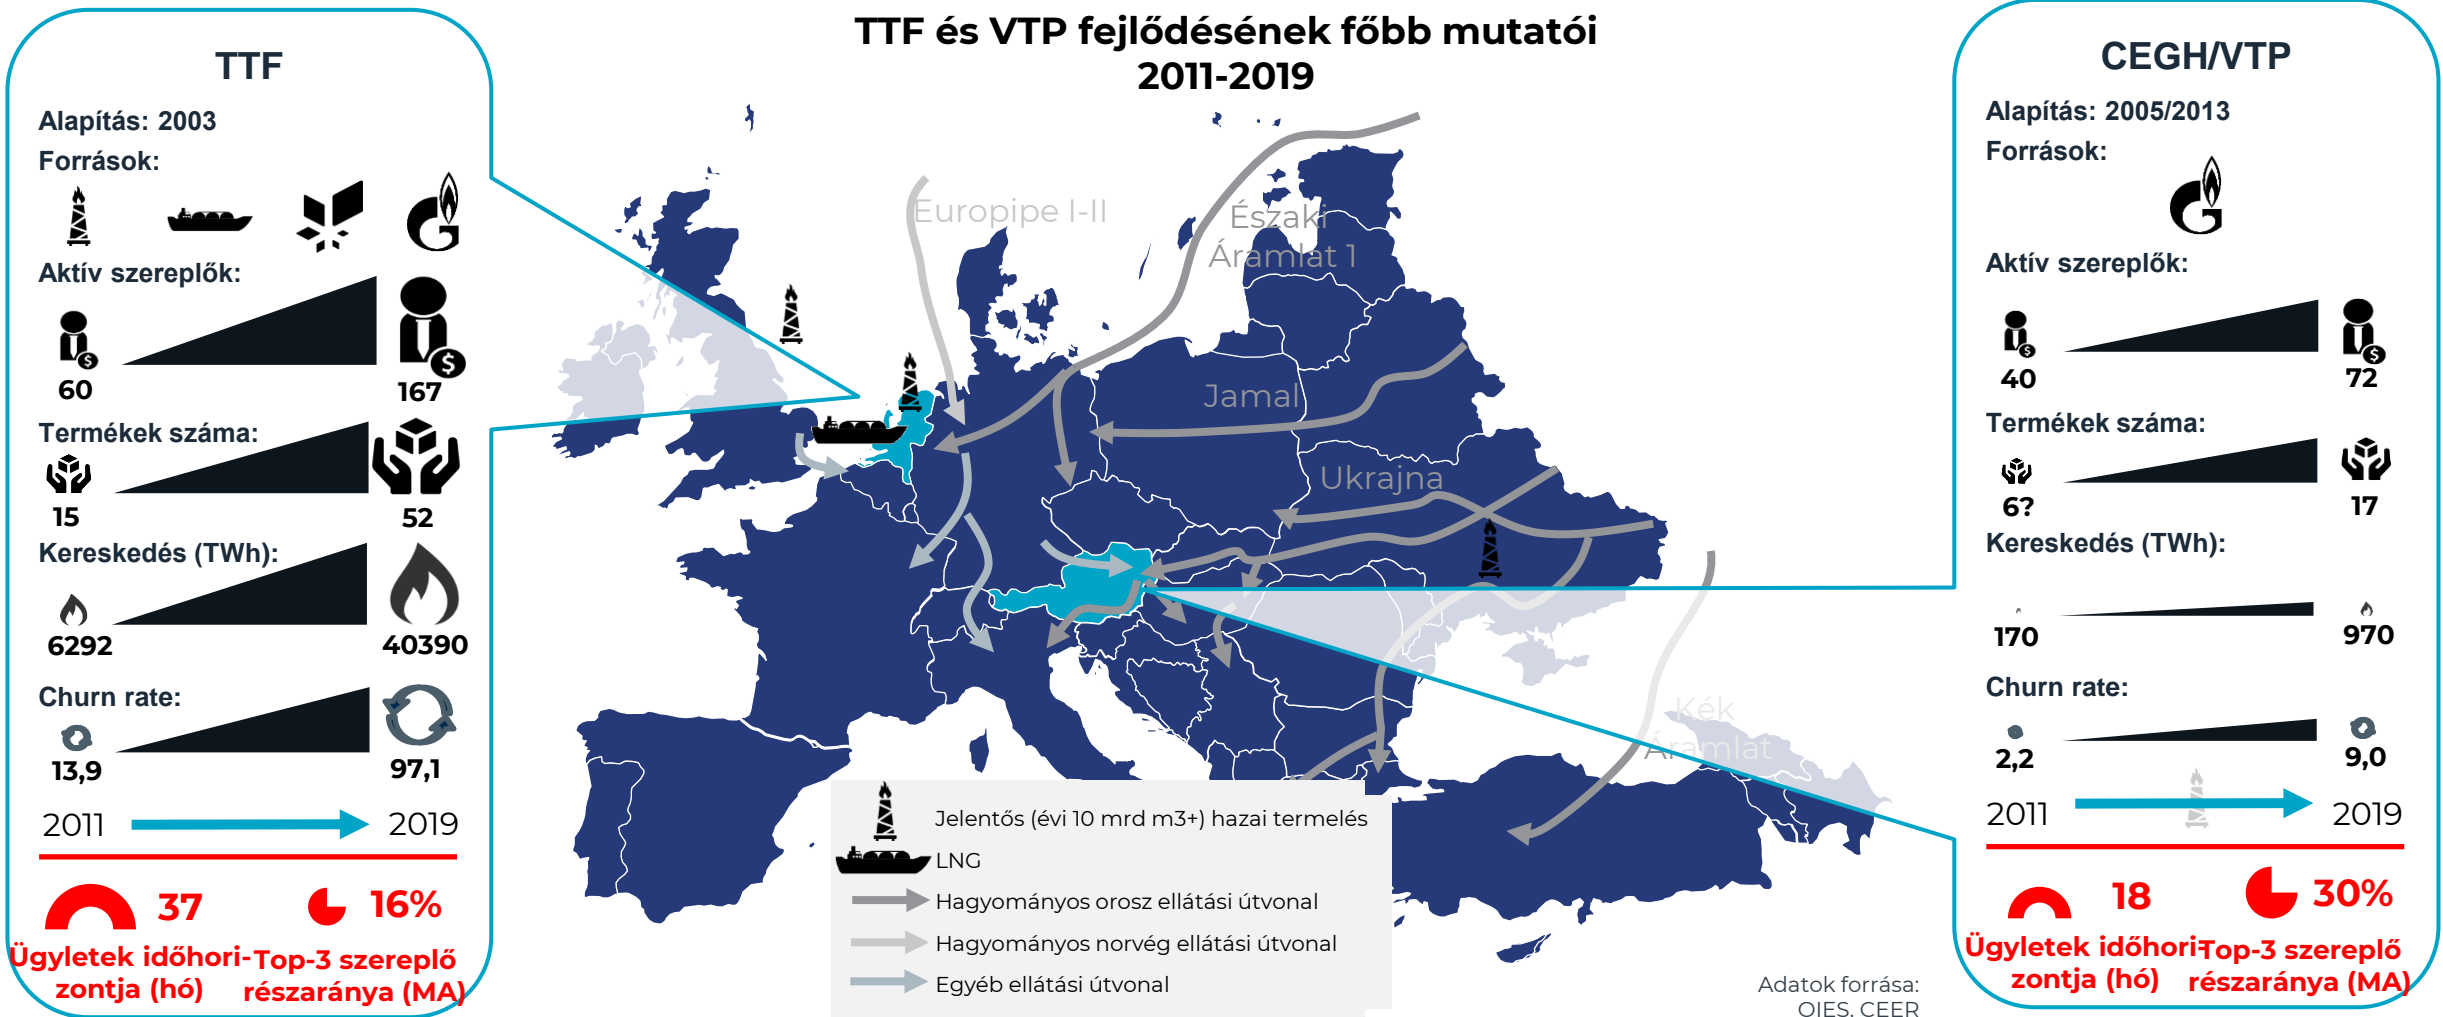 TTF és VTP fejlődésének főbb mutatói
2011-2019
TTF
Alapítás: 2003
Források:
Aktív szereplők:
60
167
Termékek száma:
15
52
Kereskedés (TWh):
6292
40390
Churn rate:
13,9
97,1
2011
2019
37
16%
Ügyletek időhori-
zontja (hó)
Top-3 szereplő
részaránya (MA)
Europipe I-II
Északi
Áramlat 1
Jamal
Ukrajna
Kék
Áramlat
Jelentős (évi 10 mrd m3+) hazai termelés
LNG
Hagyományos orosz ellátási útvonal
Hagyományos norvég ellátási útvonal
Egyéb ellátási útvonal
Adatok forrása:
OIES, CEER
CEGH/VTP
Alapítás: 2005/2013
Források:
Aktív szereplők:
40
72
Termékek száma:
6?
17
Kereskedés (TWh):
170
970
Churn rate:
2,2
9,0
2011
2019
18
30%
Ügyletek időhori-
zontja (hó)
Top-3 szereplő
részaránya (MA)